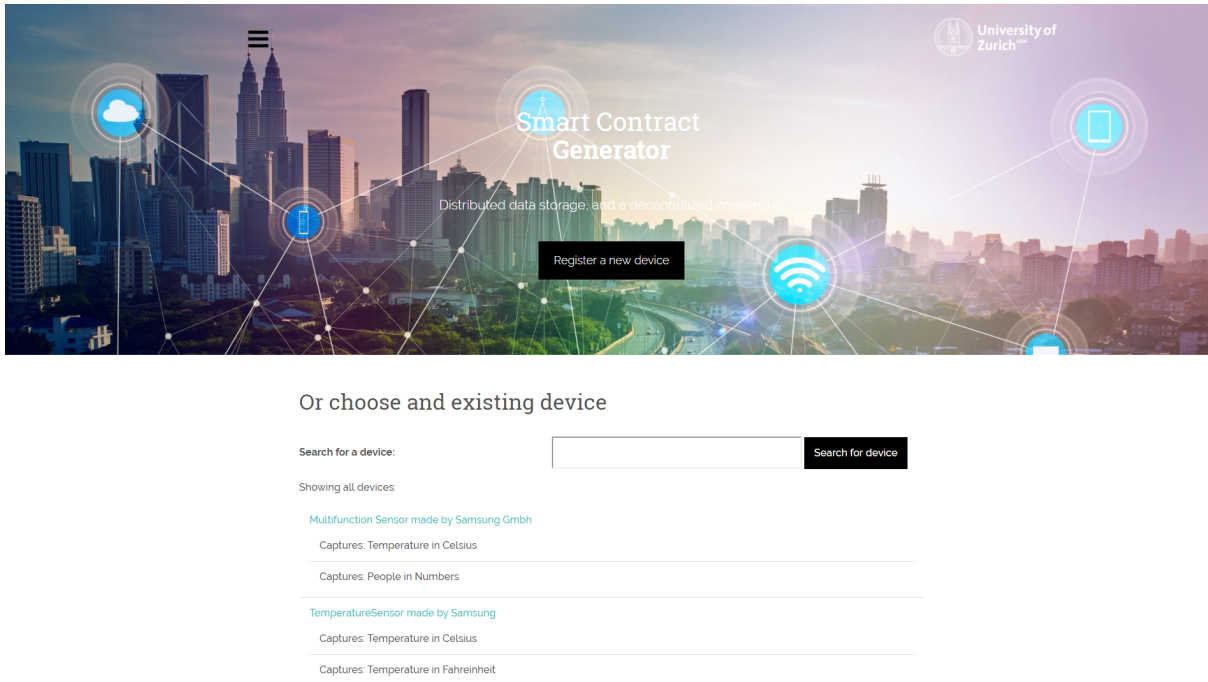 University of
Zurich
Smart Contract
Generator
Distributed data storage, and a decentralized consensus
Register a new device
Or choose and existing device
Search for a device:
Search for device
Showing all devices:
Multifunction Sensor made by Samsung Gmbh
Captures: Temperature in Celsius
Captures: People in Numbers
TemperatureSensor made by Samsung
Captures: Temperature in Celsius
Captures: Temperature in Fahreinheit